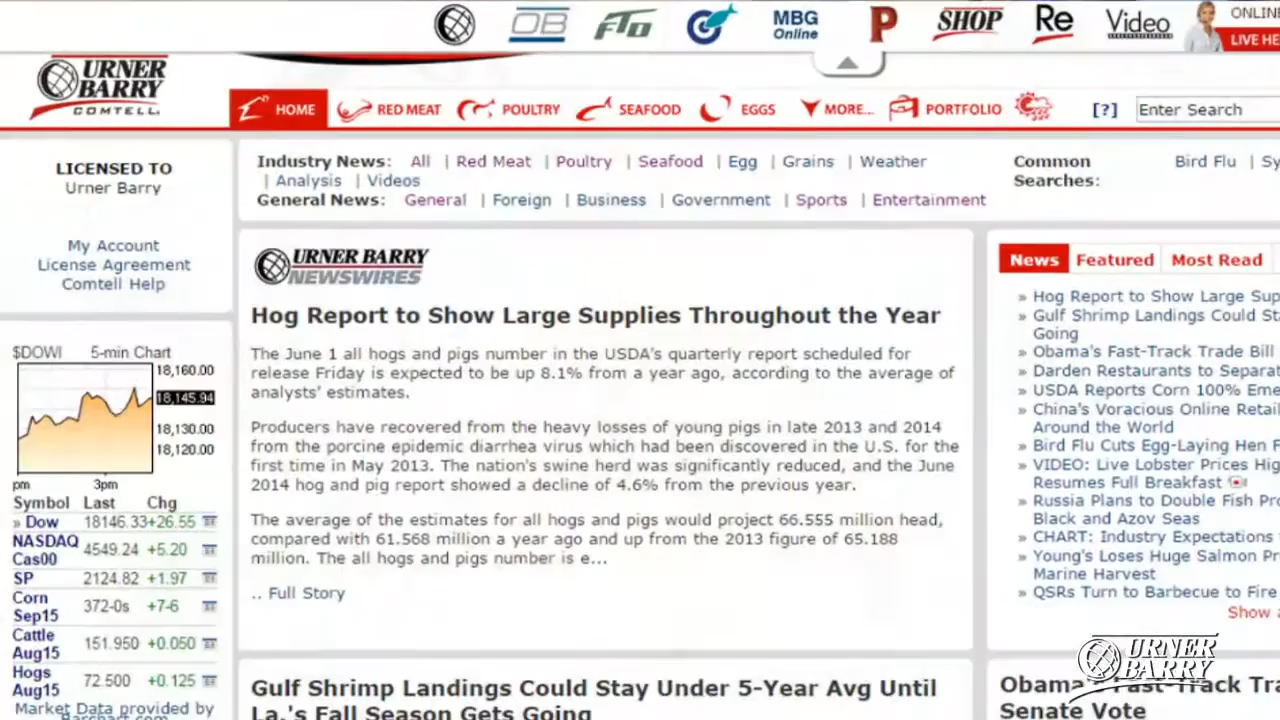 OB
FTO
MBG
Online
P
SHOP
Re
Video
ONLINE
LIVE HE
URNER
BARRY
COMTELL
HOME
RED MEAT
POULTRY
SEAFOOD
EGGS
MORE...
PORTFOLIO
[?]
Enter Search
LICENSED TO
Urner Barry
My Account
License Agreement
Comtell Help
Industry News: All | Red Meat | Poultry | Seafood | Egg | Grains | Weather
| Analysis | Videos
General News: General | Foreign | Business | Government | Sports | Entertainment
Common
Searches:
Bird Flu | Sy
URNER BARRY
NEWSWIRES
Hog Report to Show Large Supplies Throughout the Year
The June 1 all hogs and pigs number in the USDA's quarterly report scheduled for
release Friday is expected to be up 8.1% from a year ago, according to the average of
analysts' estimates.
Producers have recovered from the heavy losses of young pigs in late 2013 and 2014
from the porcine epidemic diarrhea virus which had been discovered in the U.S. for the
first time in May 2013. The nation's swine herd was significantly reduced, and the June
2014 hog and pig report showed a decline of 4.6% from the previous year.
The average of the estimates for all hogs and pigs would project 66.555 million head,
compared with 61.568 million a year ago and up from the 2013 figure of 65.188
million. The all hogs and pigs number is e...
.. Full Story
News
Featured
Most Read
» Hog Report to Show Large Sup
» Gulf Shrimp Landings Could Sta
Going
» Obama's Fast-Track Trade Bill
» Darden Restaurants to Separat
» USDA Reports Corn 100% Eme
» China's Voracious Online Retail
Around the World
» Bird Flu Cuts Egg-Laying Hen F
» VIDEO: Live Lobster Prices Hig
Resumes Full Breakfast
» Russia Plans to Double Fish Pro
Black and Azov Seas
» CHART: Industry Expectations
» Young's Loses Huge Salmon Pr
Marine Harvest
» QSRs Turn to Barbecue to Fire
Show a
$DOWI 5-min Chart
18,160.00
18,145.94
18,130.00
18,120.00
pm 3pm
Symbol Last Chg
» Dow 18146.33 +26.55
NASDAQ
Cas00 4549.24 +5.20
SP 2124.82 +1.97
Corn
Sep15 372-0s +7-6
Cattle
Aug15 151.950 +0.050
Hogs
Aug15 72.500 +0.125
Market Data provided by
Barchart.com
Gulf Shrimp Landings Could Stay Under 5-Year Avg Until
La.'s Fall Season Gets Going
Obama's Fast-Track Tra
Senate Vote
URNER
BARRY